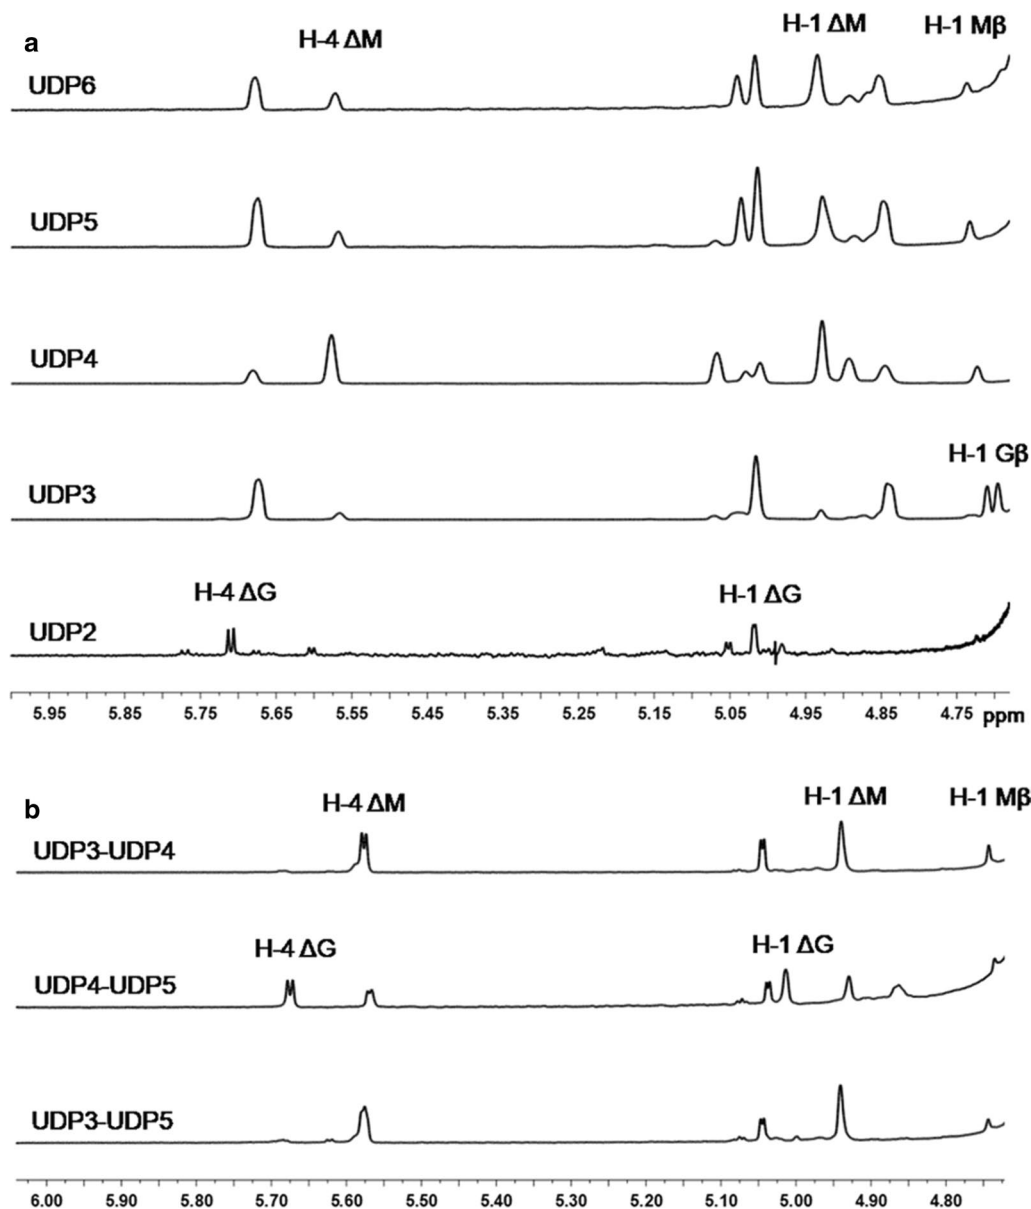 a
H-4 ΔM
H-1 ΔM
H-1 Mβ
UDP6
UDP5
UDP4
H-1 Gβ
UDP3
H-4 ΔG
H-1 ΔG
UDP2
5.95 5.85 5.75 5.65 5.55 5.45 5.35 5.25 5.15 5.05 4.95 4.85 4.75 ppm
b
H-4 ΔM
H-1 ΔM
H-1 Mβ
UDP3-UDP4
H-4 ΔG
H-1 ΔG
UDP4-UDP5
UDP3-UDP5
6.00 5.90 5.80 5.70 5.60 5.50 5.40 5.30 5.20 5.10 5.00 4.90 4.80